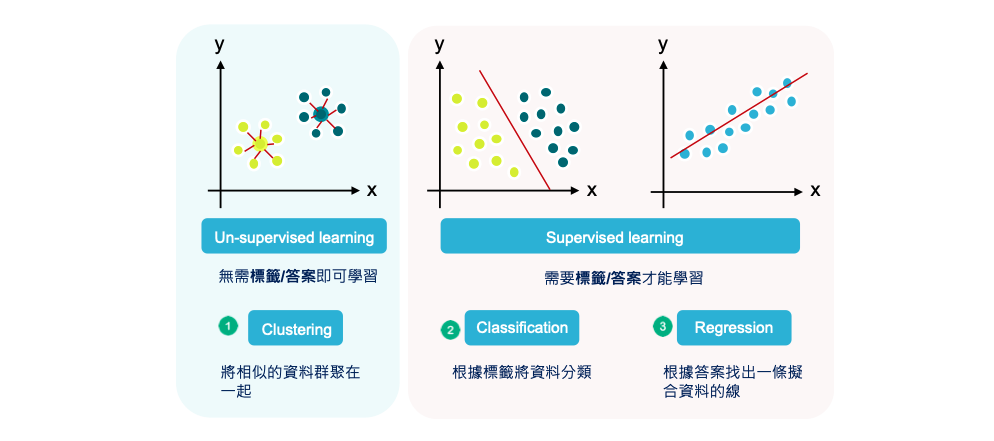 y
x
Un-supervised learning
無需標籤/答案即可學習
1
Clustering
將相似的資料群聚在
一起
y
x
y
x
Supervised learning
需要標籤/答案才能學習
2
Classification
根據標籤將資料分類
3
Regression
根據答案找出一條擬
合資料的線